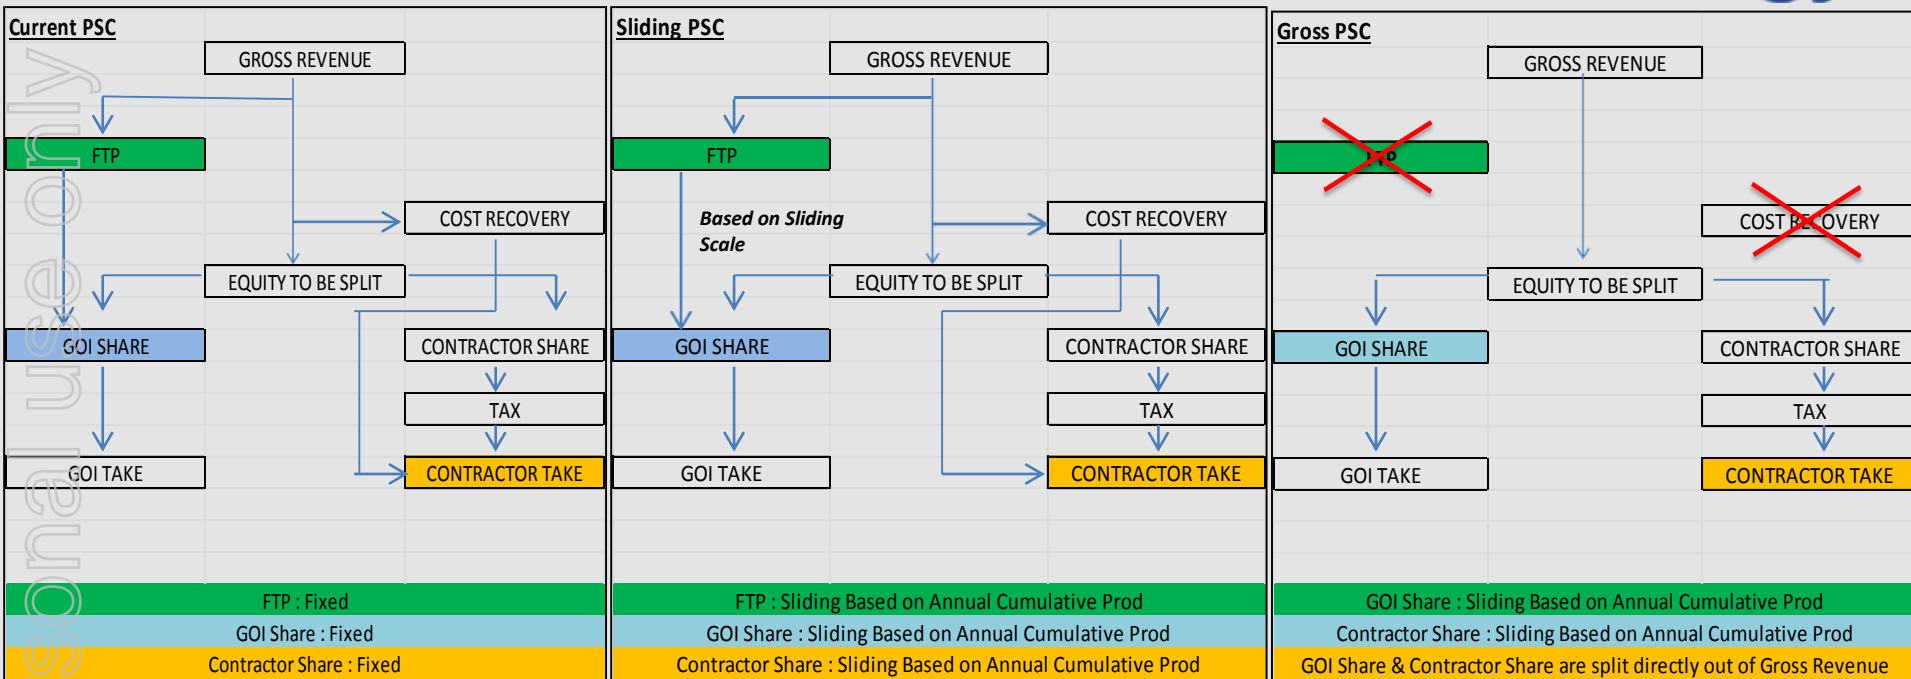 Current PSC
GROSS REVENUE
FTP
COST RECOVERY
EQUITY TO BE SPLIT
GOI SHARE
CONTRACTOR SHARE
TAX
GOI TAKE
CONTRACTOR TAKE
FTP : Fixed
GOI Share : Fixed
Contractor Share : Fixed
Sliding PSC
GROSS REVENUE
FTP
Based on Sliding
Scale
COST RECOVERY
EQUITY TO BE SPLIT
GOI SHARE
CONTRACTOR SHARE
TAX
GOI TAKE
CONTRACTOR TAKE
FTP : Sliding Based on Annual Cumulative Prod
GOI Share : Sliding Based on Annual Cumulative Prod
Contractor Share : Sliding Based on Annual Cumulative Prod
Gross PSC
GROSS REVENUE
FTP
COST RECOVERY
EQUITY TO BE SPLIT
GOI SHARE
CONTRACTOR SHARE
TAX
GOI TAKE
CONTRACTOR TAKE
GOI Share : Sliding Based on Annual Cumulative Prod
Contractor Share : Sliding Based on Annual Cumulative Prod
GOI Share & Contractor Share are split directly out of Gross Revenue
sonal use only